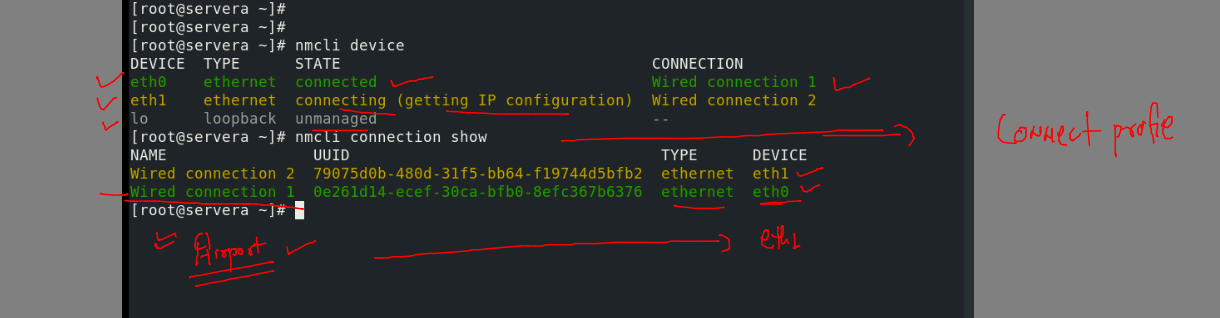 [root@servera ~]#
[root@servera ~]#
[root@servera ~]# nmcli device
DEVICE TYPE STATE CONNECTION
eth0 ethernet connected Wired connection 1
eth1 ethernet connecting (getting IP configuration) Wired connection 2
lo loopback unmanaged --
[root@servera ~]# nmcli connection show
Connect profie
NAME UUID TYPE DEVICE
Wired connection 2 79075d0b-480d-31f5-bb64-f19744d5bfb2 ethernet eth1
Wired connection 1 0e261d14-ecef-30ca-bfb0-8efc367b6376 ethernet eth0
[root@servera ~]#
eth1